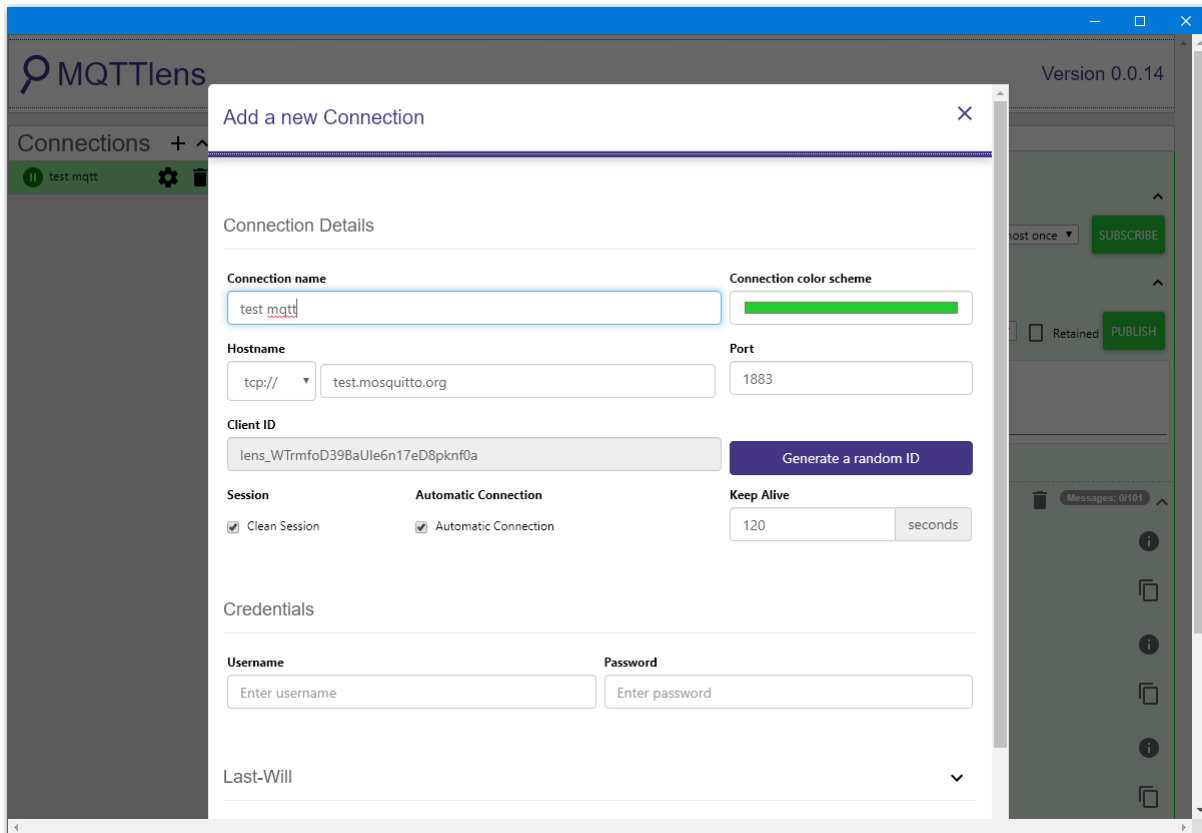 MQTTlens
Version 0.0.14
Add a new Connection
Connections
test mqtt
Connection Details
most once
SUBSCRIBE
Connection name
Connection color scheme
test mqtt
Hostname
Port
Retained
PUBLISH
tcp://
test.mosquitto.org
1883
Client ID
lens_WTrmfoD39BaUle6n17eD8pknf0a
Generate a random ID
Session
Automatic Connection
Keep Alive
Messages: 0/101
Clean Session
Automatic Connection
120
seconds
Credentials
Username
Password
Enter username
Enter password
Last-Will